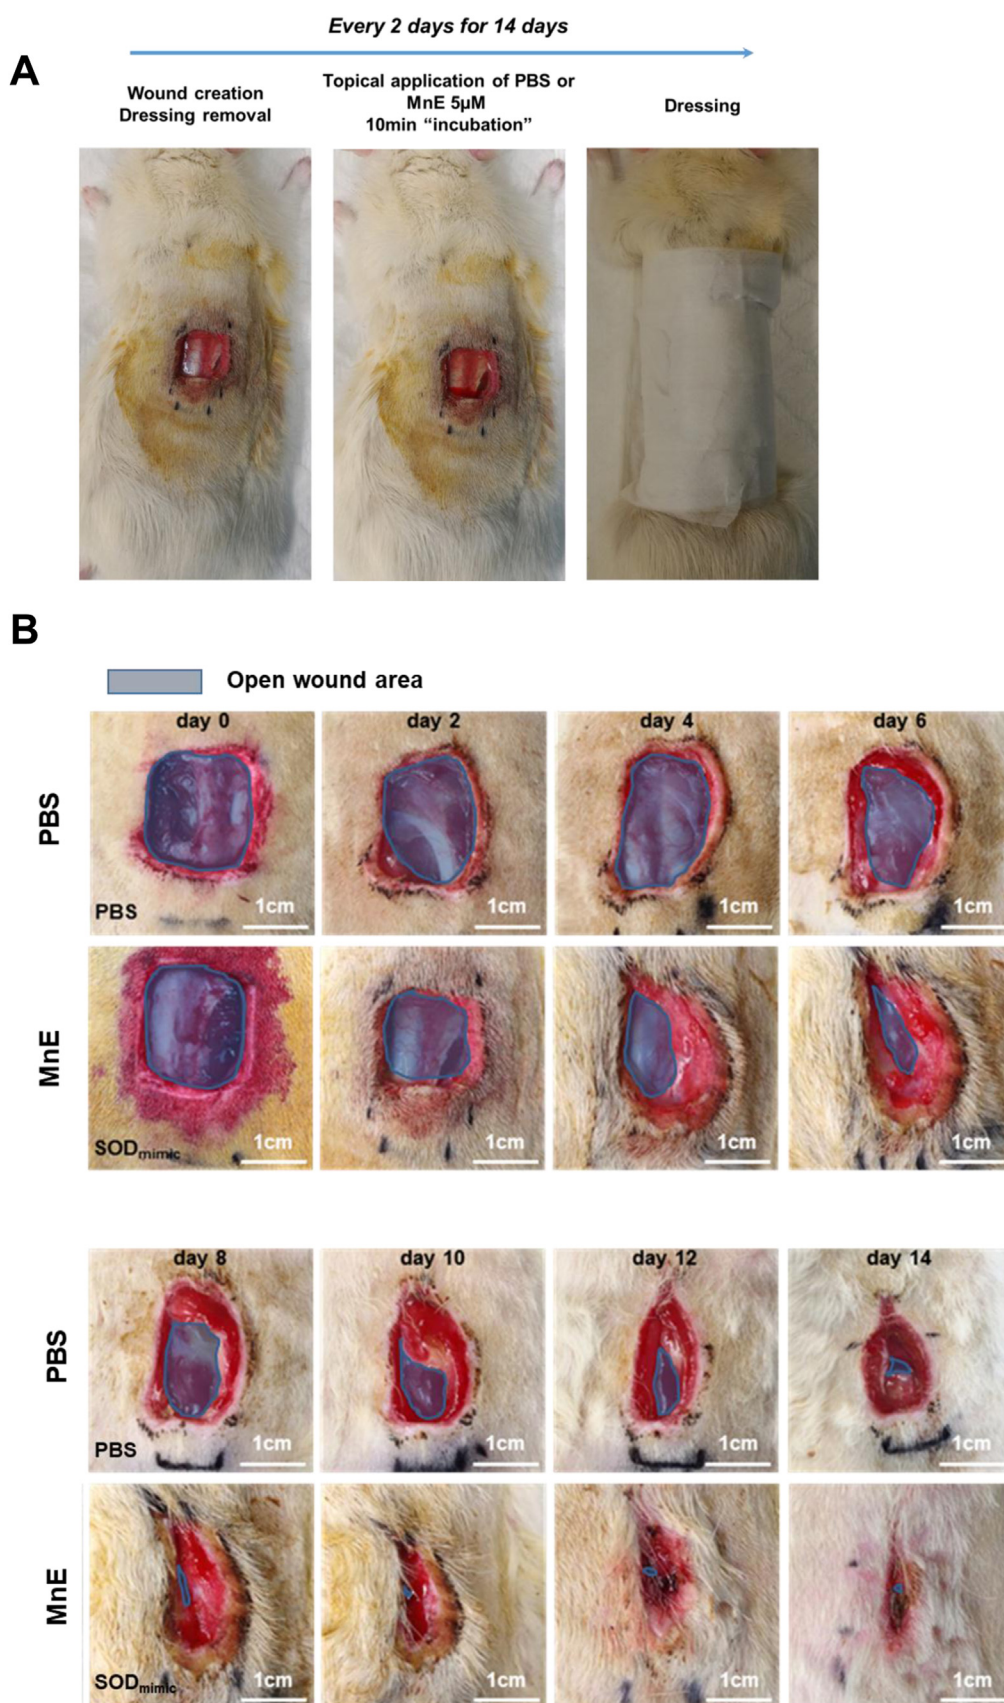 Every 2 days for 14 days
A
Wound creation
Dressing removal
Topical application of PBS or
MnE 5µM
10min “incubation”
Dressing
B
Open wound area
day 0
day 2
day 4
day 6
PBS
PBS
1cm
1cm
1cm
1cm
MnE
SODmimic
1cm
1cm
1cm
1cm
day 8
day 10
day 12
day 14
PBS
PBS
1cm
1cm
1cm
1cm
MnE
SODmimic
1cm
1cm
1cm
1cm